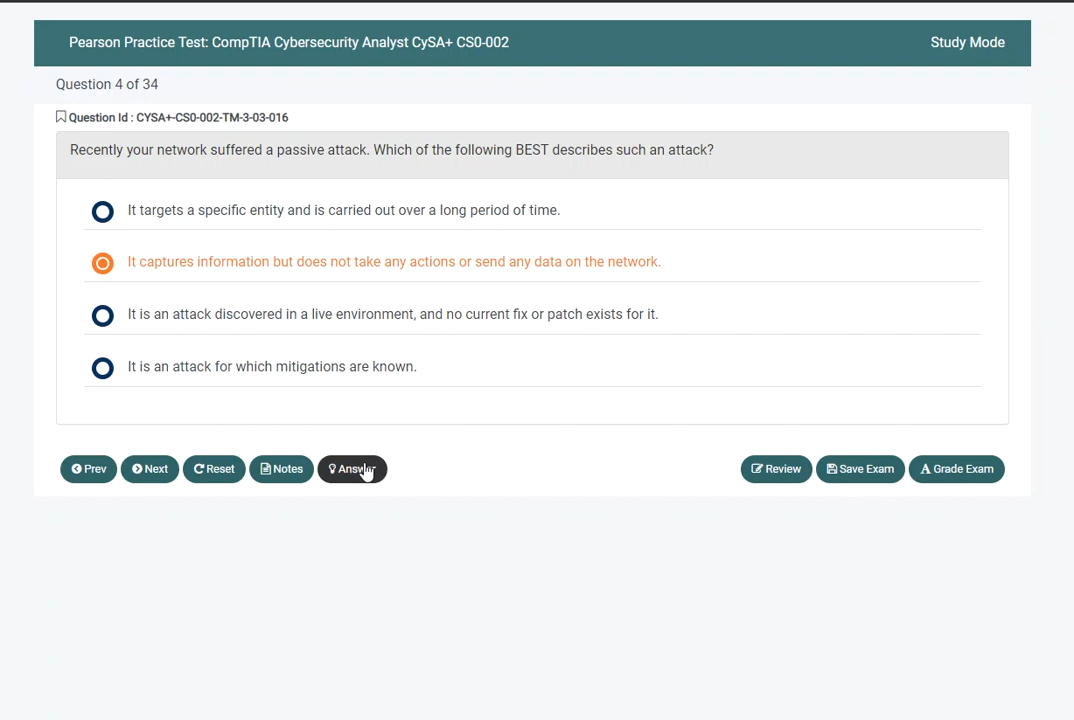 Pearson Practice Test: CompTIA Cybersecurity Analyst CySA+ CS0-002
Study Mode
Question 4 of 34
Question Id : CYSA+-CS0-002-TM-3-03-016
Recently your network suffered a passive attack. Which of the following BEST describes such an attack?
It targets a specific entity and is carried out over a long period of time.
It captures information but does not take any actions or send any data on the network.
It is an attack discovered in a live environment, and no current fix or patch exists for it.
It is an attack for which mitigations are known.
Prev Next Reset Notes Answer Review Save Exam Grade Exam